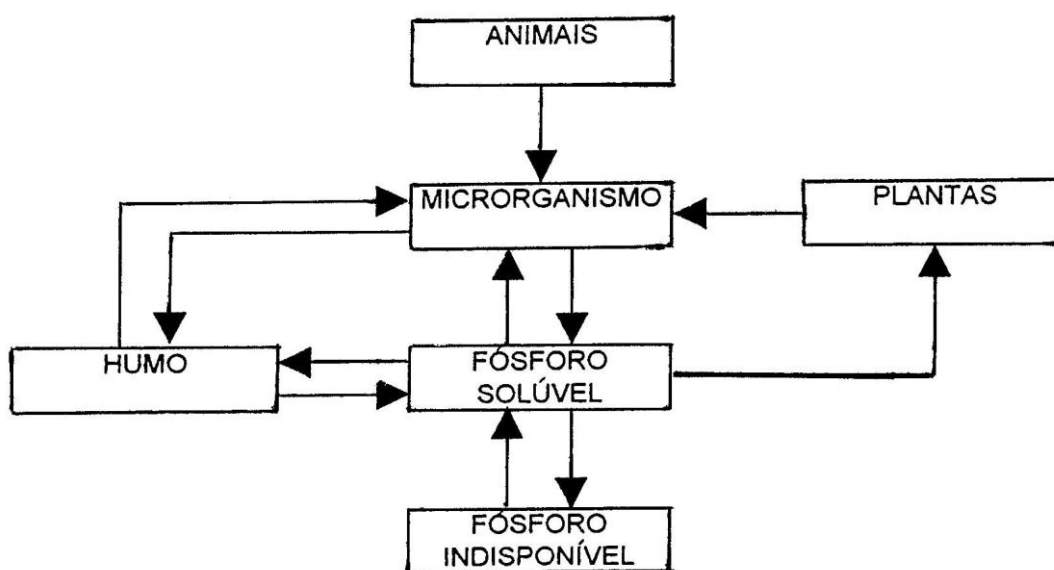 ANIMAIS
MICRORGANISMO
PLANTAS
HUMO
FÓSFORO
SOLÚVEL
FÓSFORO
INDISPONÍVEL